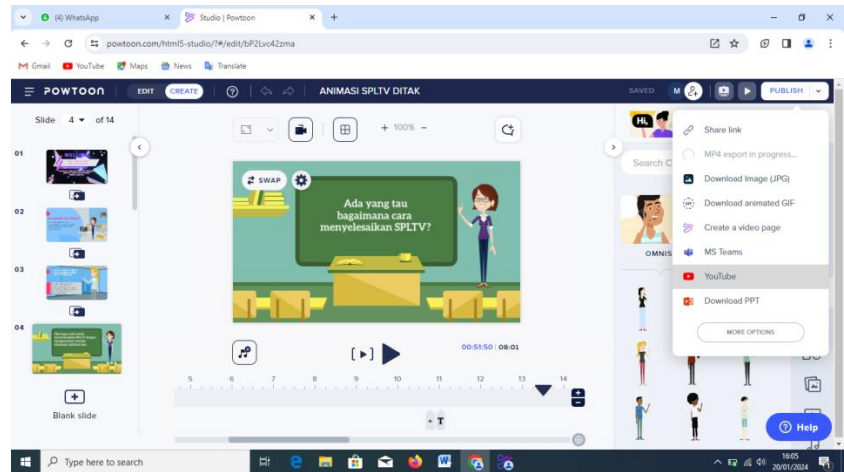 (4) WhatsApp
Studio | Powtoon
powtoon.com/html5-studio/?#/edit/bP2Lvc42zma
Gmail YouTube Maps News Translate
POWTOON EDIT CREATE ANIMASI SPLTV DITAK SAVED M PUBLISH
Slide 4 of 14
+ 100% −
01
02
03
04
Blank slide
SWAP
Ada yang tau
bagaimana cara
menyelesaikan SPLTV?
00:51:50 08:01
5 6 7 8 9 10 11 12 13 14
T
Hi,
Search C
OMNIS
Share link
MP4 export in progress...
Download Image (JPG)
GIF Download animated GIF
Create a video page
MS Teams
YouTube
Download PPT
MORE OPTIONS
Help
Type here to search
16:05
20/01/2024